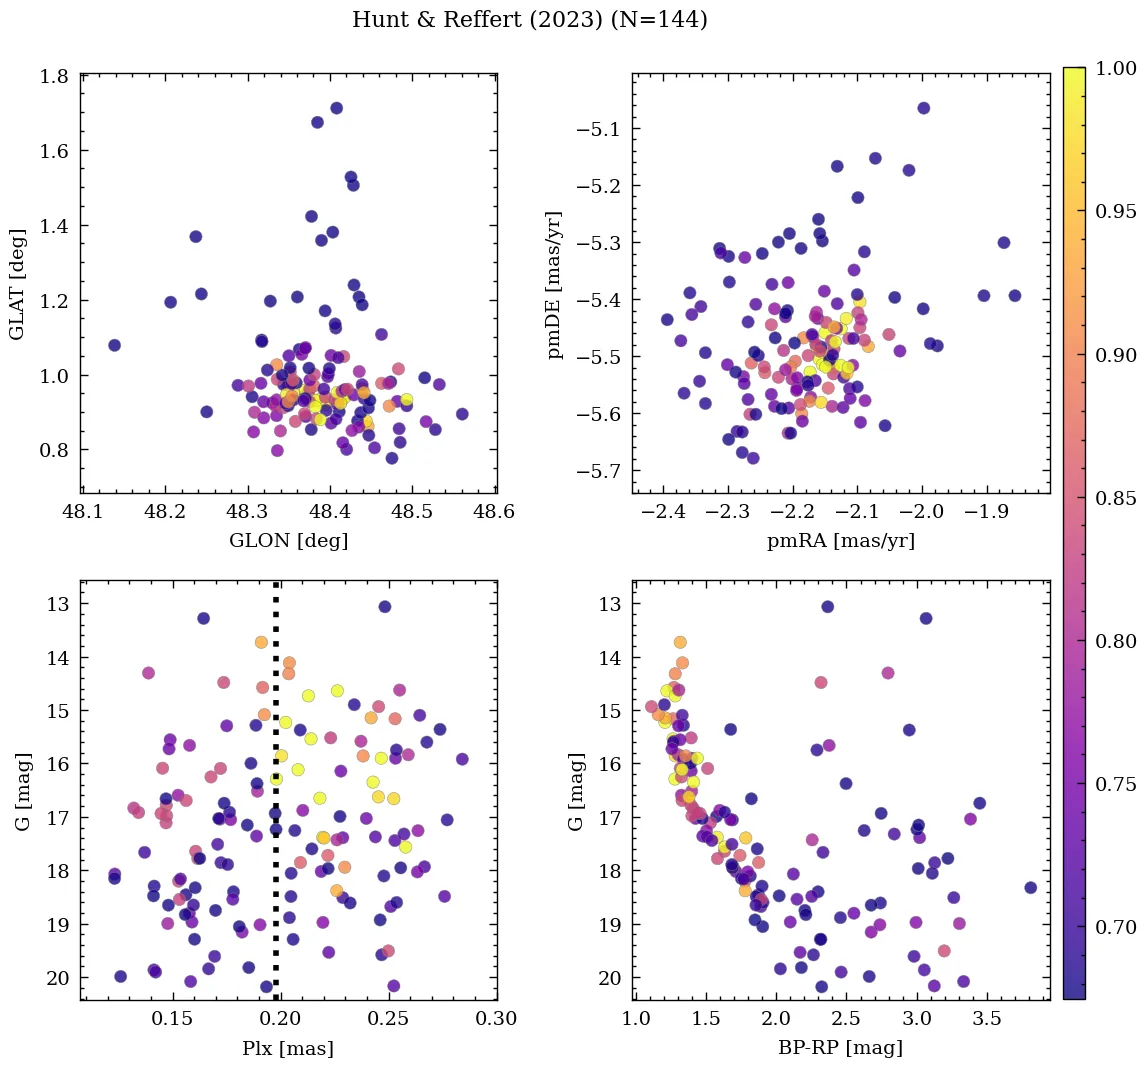 Hunt & Reffert (2023) (N=144)
1.8
1.6
1.4
1.2
1.0
0.8
GLAT [deg]
48.1 48.2 48.3 48.4 48.5 48.6
GLON [deg]
−5.1
−5.2
−5.3
−5.4
−5.5
−5.6
−5.7
pmDE [mas/yr]
−2.4 −2.3 −2.2 −2.1 −2.0 −1.9
pmRA [mas/yr]
1.00
0.95
0.90
0.85
0.80
0.75
0.70
13
14
15
16
17
18
19
20
G [mag]
0.15 0.20 0.25 0.30
Plx [mas]
13
14
15
16
17
18
19
20
G [mag]
1.0 1.5 2.0 2.5 3.0 3.5
BP-RP [mag]